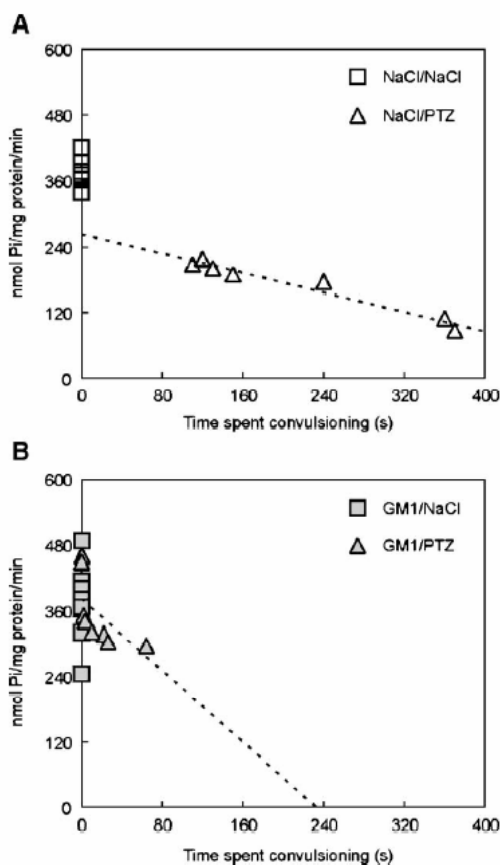 A
600
480
360
240
120
0
nmol Pi/mg protein/min
NaCl/NaCl
NaCl/PTZ
0 80 160 240 320 400
Time spent convulsioning (s)
B
600
480
360
240
120
0
nmol Pi/mg protein/min
GM1/NaCl
GM1/PTZ
0 80 160 240 320 400
Time spent convulsioning (s)